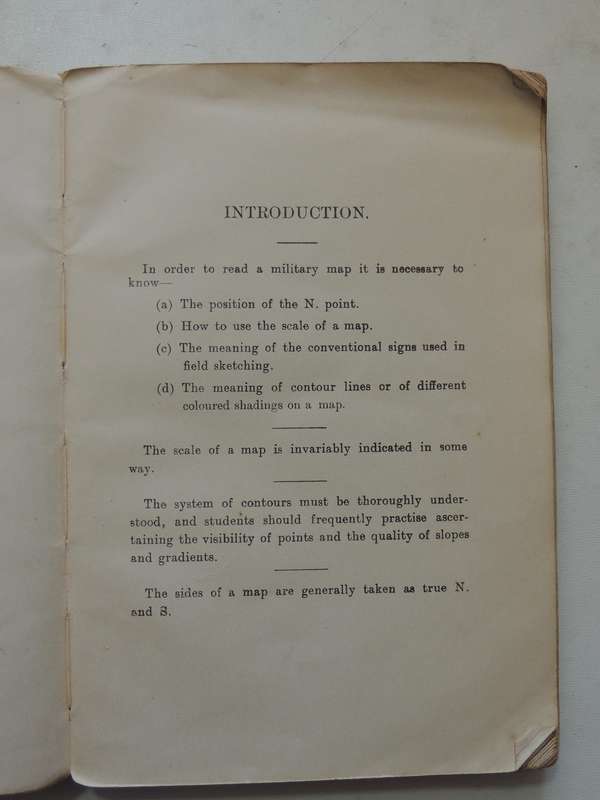 INTRODUCTION.
In order to read a military map it is necessary to
know—
(a) The position of the N. point.
(b) How to use the scale of a map.
(c) The meaning of the conventional signs used in
field sketching.
(d) The meaning of contour lines or of different
coloured shadings on a map.
The scale of a map is invariably indicated in some
way.
The system of contours must be thoroughly under-
stood, and students should frequently practise ascer-
taining the visibility of points and the quality of slopes
and gradients.
The sides of a map are generally taken as true N.
and S.